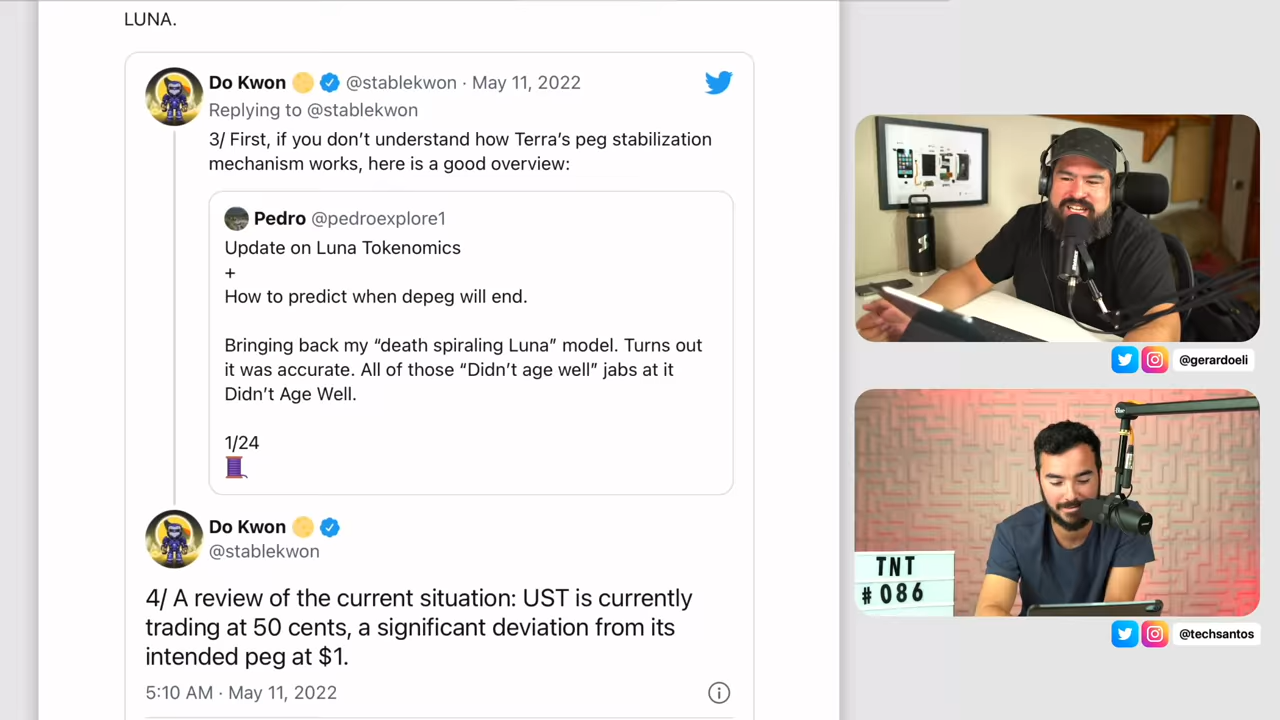 LUNA.
Do Kwon @stablekwon · May 11, 2022
Replying to @stablekwon
3/ First, if you don’t understand how Terra’s peg stabilization
mechanism works, here is a good overview:
Pedro @pedroexplore1
Update on Luna Tokenomics
+
How to predict when depeg will end.
Bringing back my “death spiraling Luna” model. Turns out
it was accurate. All of those “Didn’t age well” jabs at it
Didn’t Age Well.
1/24
Do Kwon
@stablekwon
4/ A review of the current situation: UST is currently
trading at 50 cents, a significant deviation from its
intended peg at $1.
5:10 AM · May 11, 2022
@gerardoeli
TNT
#086
@techsantos